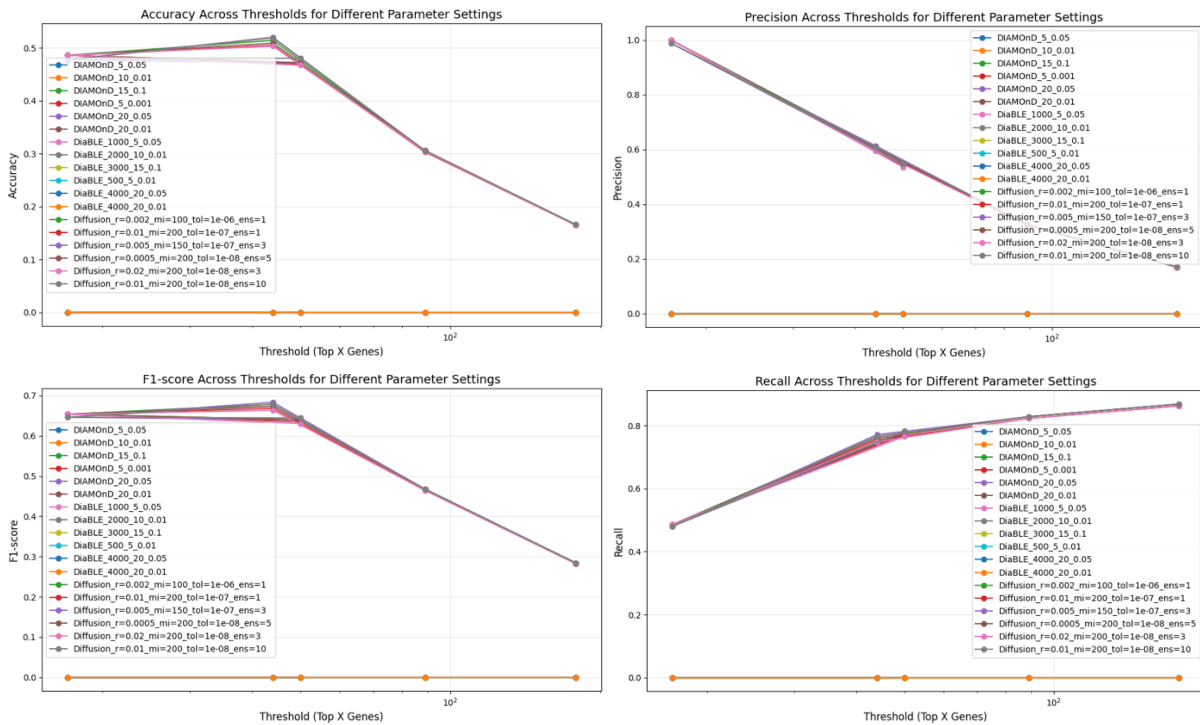 Accuracy Across Thresholds for Different Parameter Settings
Accuracy
0.5
0.4
0.3
0.2
0.1
0.0
DIAMOnD_5_0.05
DIAMOnD_10_0.01
DIAMOnD_15_0.1
DIAMOnD_5_0.001
DIAMOnD_20_0.05
DIAMOnD_20_0.01
DiaBLE_1000_5_0.05
DiaBLE_2000_10_0.01
DiaBLE_3000_15_0.1
DiaBLE_500_5_0.01
DiaBLE_4000_20_0.05
DiaBLE_4000_20_0.01
Diffusion_r=0.002_mi=100_tol=1e-06_ens=1
Diffusion_r=0.01_mi=200_tol=1e-07_ens=1
Diffusion_r=0.005_mi=150_tol=1e-07_ens=3
Diffusion_r=0.0005_mi=200_tol=1e-08_ens=5
Diffusion_r=0.02_mi=200_tol=1e-08_ens=3
Diffusion_r=0.01_mi=200_tol=1e-08_ens=10
10²
Threshold (Top X Genes)
Precision Across Thresholds for Different Parameter Settings
Precision
1.0
0.8
0.6
0.4
0.2
0.0
DIAMOnD_5_0.05
DIAMOnD_10_0.01
DIAMOnD_15_0.1
DIAMOnD_5_0.001
DIAMOnD_20_0.05
DIAMOnD_20_0.01
DiaBLE_1000_5_0.05
DiaBLE_2000_10_0.01
DiaBLE_3000_15_0.1
DiaBLE_500_5_0.01
DiaBLE_4000_20_0.05
DiaBLE_4000_20_0.01
Diffusion_r=0.002_mi=100_tol=1e-06_ens=1
Diffusion_r=0.01_mi=200_tol=1e-07_ens=1
Diffusion_r=0.005_mi=150_tol=1e-07_ens=3
Diffusion_r=0.0005_mi=200_tol=1e-08_ens=5
Diffusion_r=0.02_mi=200_tol=1e-08_ens=3
Diffusion_r=0.01_mi=200_tol=1e-08_ens=10
10²
Threshold (Top X Genes)
F1-score Across Thresholds for Different Parameter Settings
F1-score
0.7
0.6
0.5
0.4
0.3
0.2
0.1
0.0
DIAMOnD_5_0.05
DIAMOnD_10_0.01
DIAMOnD_15_0.1
DIAMOnD_5_0.001
DIAMOnD_20_0.05
DIAMOnD_20_0.01
DiaBLE_1000_5_0.05
DiaBLE_2000_10_0.01
DiaBLE_3000_15_0.1
DiaBLE_500_5_0.01
DiaBLE_4000_20_0.05
DiaBLE_4000_20_0.01
Diffusion_r=0.002_mi=100_tol=1e-06_ens=1
Diffusion_r=0.01_mi=200_tol=1e-07_ens=1
Diffusion_r=0.005_mi=150_tol=1e-07_ens=3
Diffusion_r=0.0005_mi=200_tol=1e-08_ens=5
Diffusion_r=0.02_mi=200_tol=1e-08_ens=3
Diffusion_r=0.01_mi=200_tol=1e-08_ens=10
10²
Threshold (Top X Genes)
Recall Across Thresholds for Different Parameter Settings
Recall
0.8
0.6
0.4
0.2
0.0
DIAMOnD_5_0.05
DIAMOnD_10_0.01
DIAMOnD_15_0.1
DIAMOnD_5_0.001
DIAMOnD_20_0.05
DIAMOnD_20_0.01
DiaBLE_1000_5_0.05
DiaBLE_2000_10_0.01
DiaBLE_3000_15_0.1
DiaBLE_500_5_0.01
DiaBLE_4000_20_0.05
DiaBLE_4000_20_0.01
Diffusion_r=0.002_mi=100_tol=1e-06_ens=1
Diffusion_r=0.01_mi=200_tol=1e-07_ens=1
Diffusion_r=0.005_mi=150_tol=1e-07_ens=3
Diffusion_r=0.0005_mi=200_tol=1e-08_ens=5
Diffusion_r=0.02_mi=200_tol=1e-08_ens=3
Diffusion_r=0.01_mi=200_tol=1e-08_ens=10
10²
Threshold (Top X Genes)